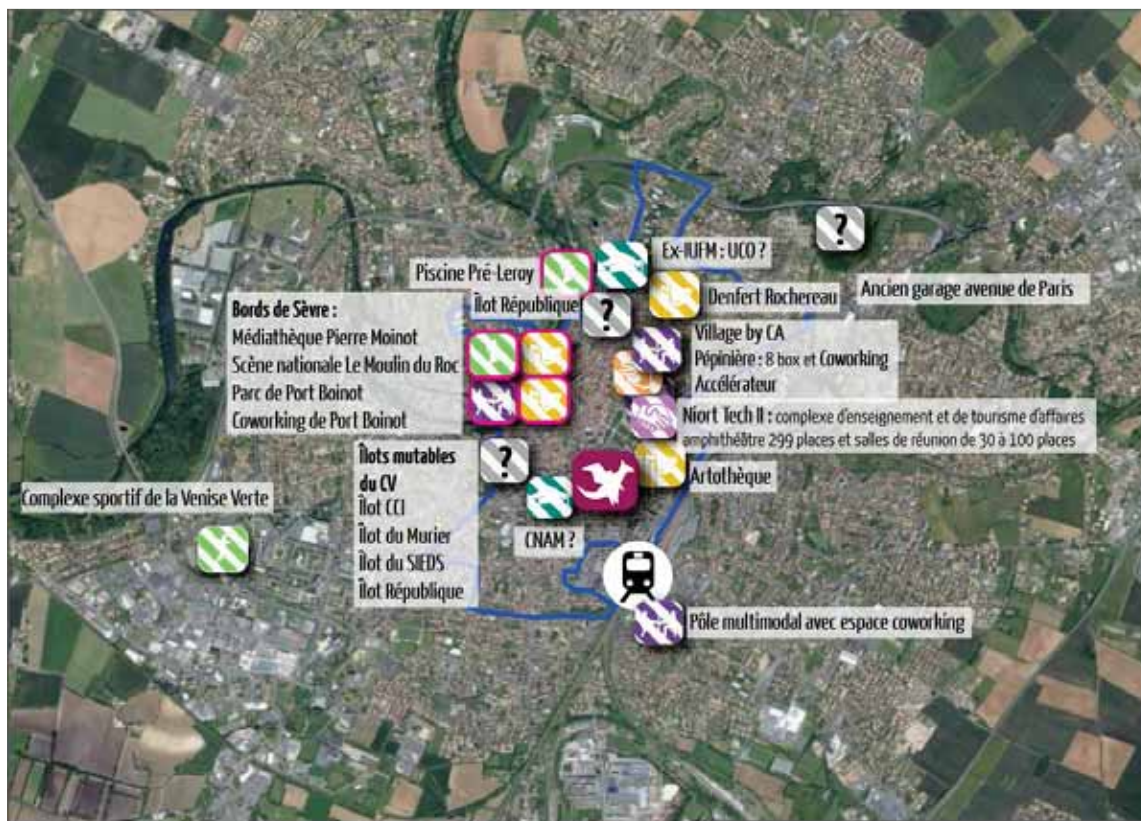 ?
Ex-IUFM : UCO ?
Piscine Pré-Leroy
Ancien garage avenue de Paris
Îlot République
?
Denfert Rochereau
Bords de Sèvre :
Médiathèque Pierre Moinot
Scène nationale Le Moulin du Roc
Parc de Port Boinot
Coworking de Port Boinot
Village by CA
Pépinière : 8 box et Coworking
Accélérateur
Niort Tech II : complexe d'enseignement et de tourisme d'affaires
amphithéâtre 299 places et salles de réunion de 30 à 100 places
Îlots mutables
du CV
Îlot CCI
Îlot du Murier
Îlot du SIEDS
Îlot République
?
Artothèque
Complexe sportif de la Venise Verte
CNAM ?
Pôle multimodal avec espace coworking